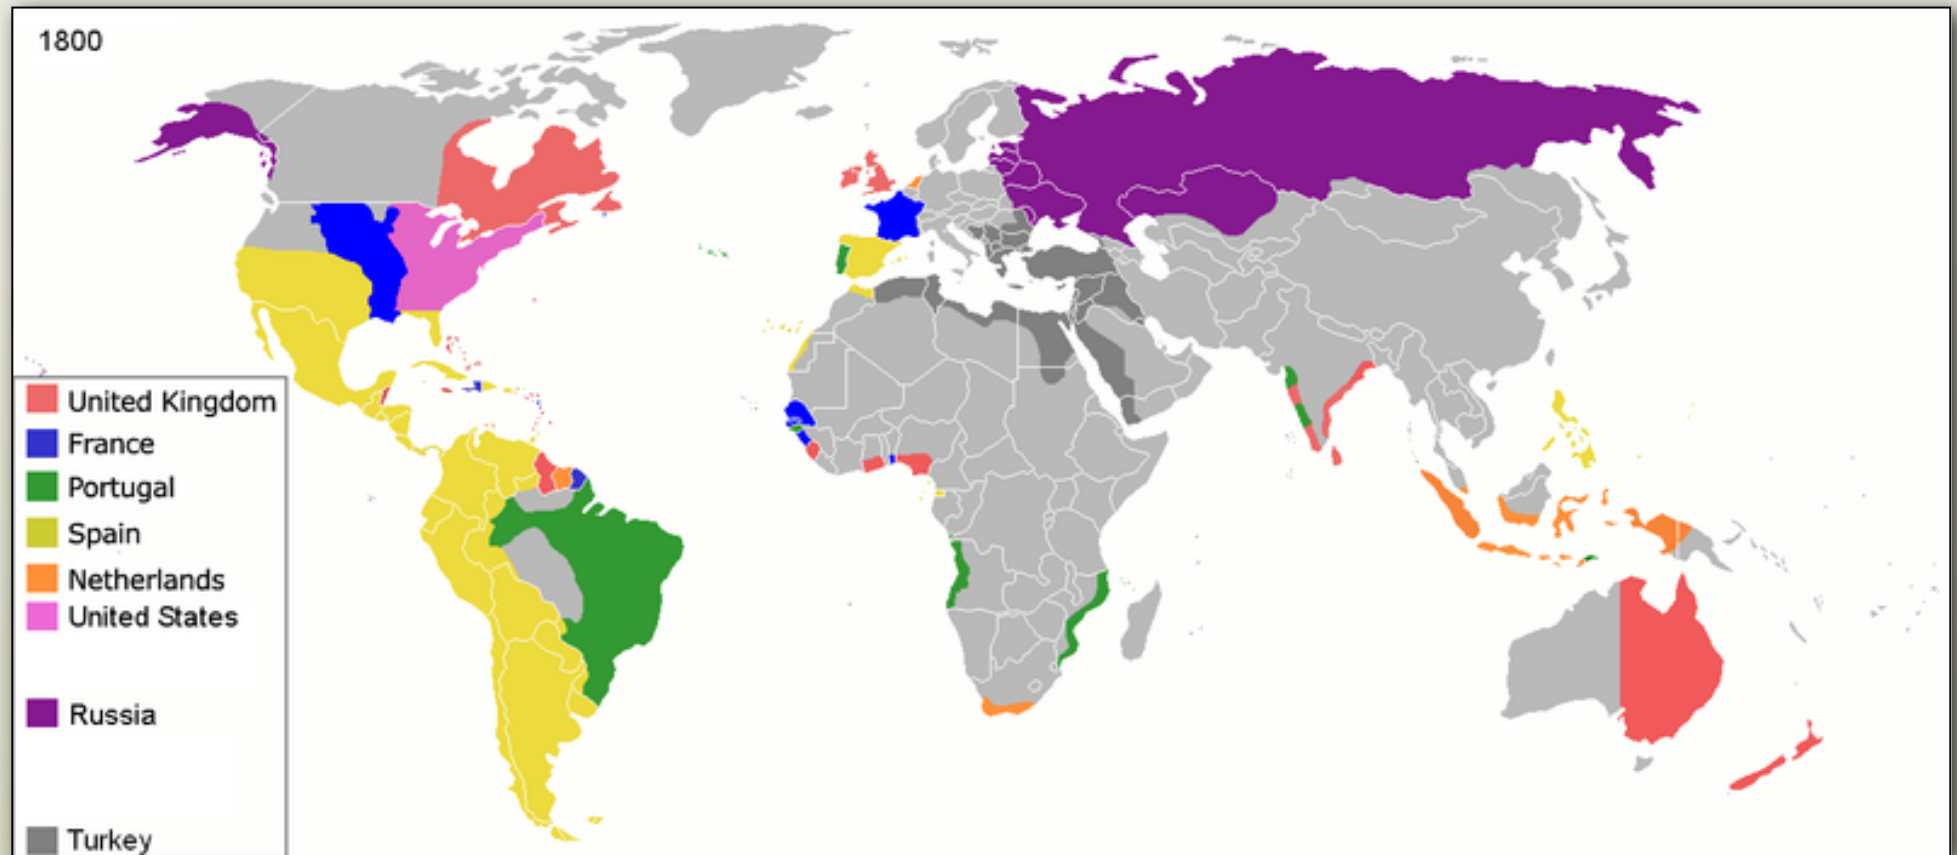 1800
United Kingdom
France
Portugal
Spain
Netherlands
United States
Russia
Turkey